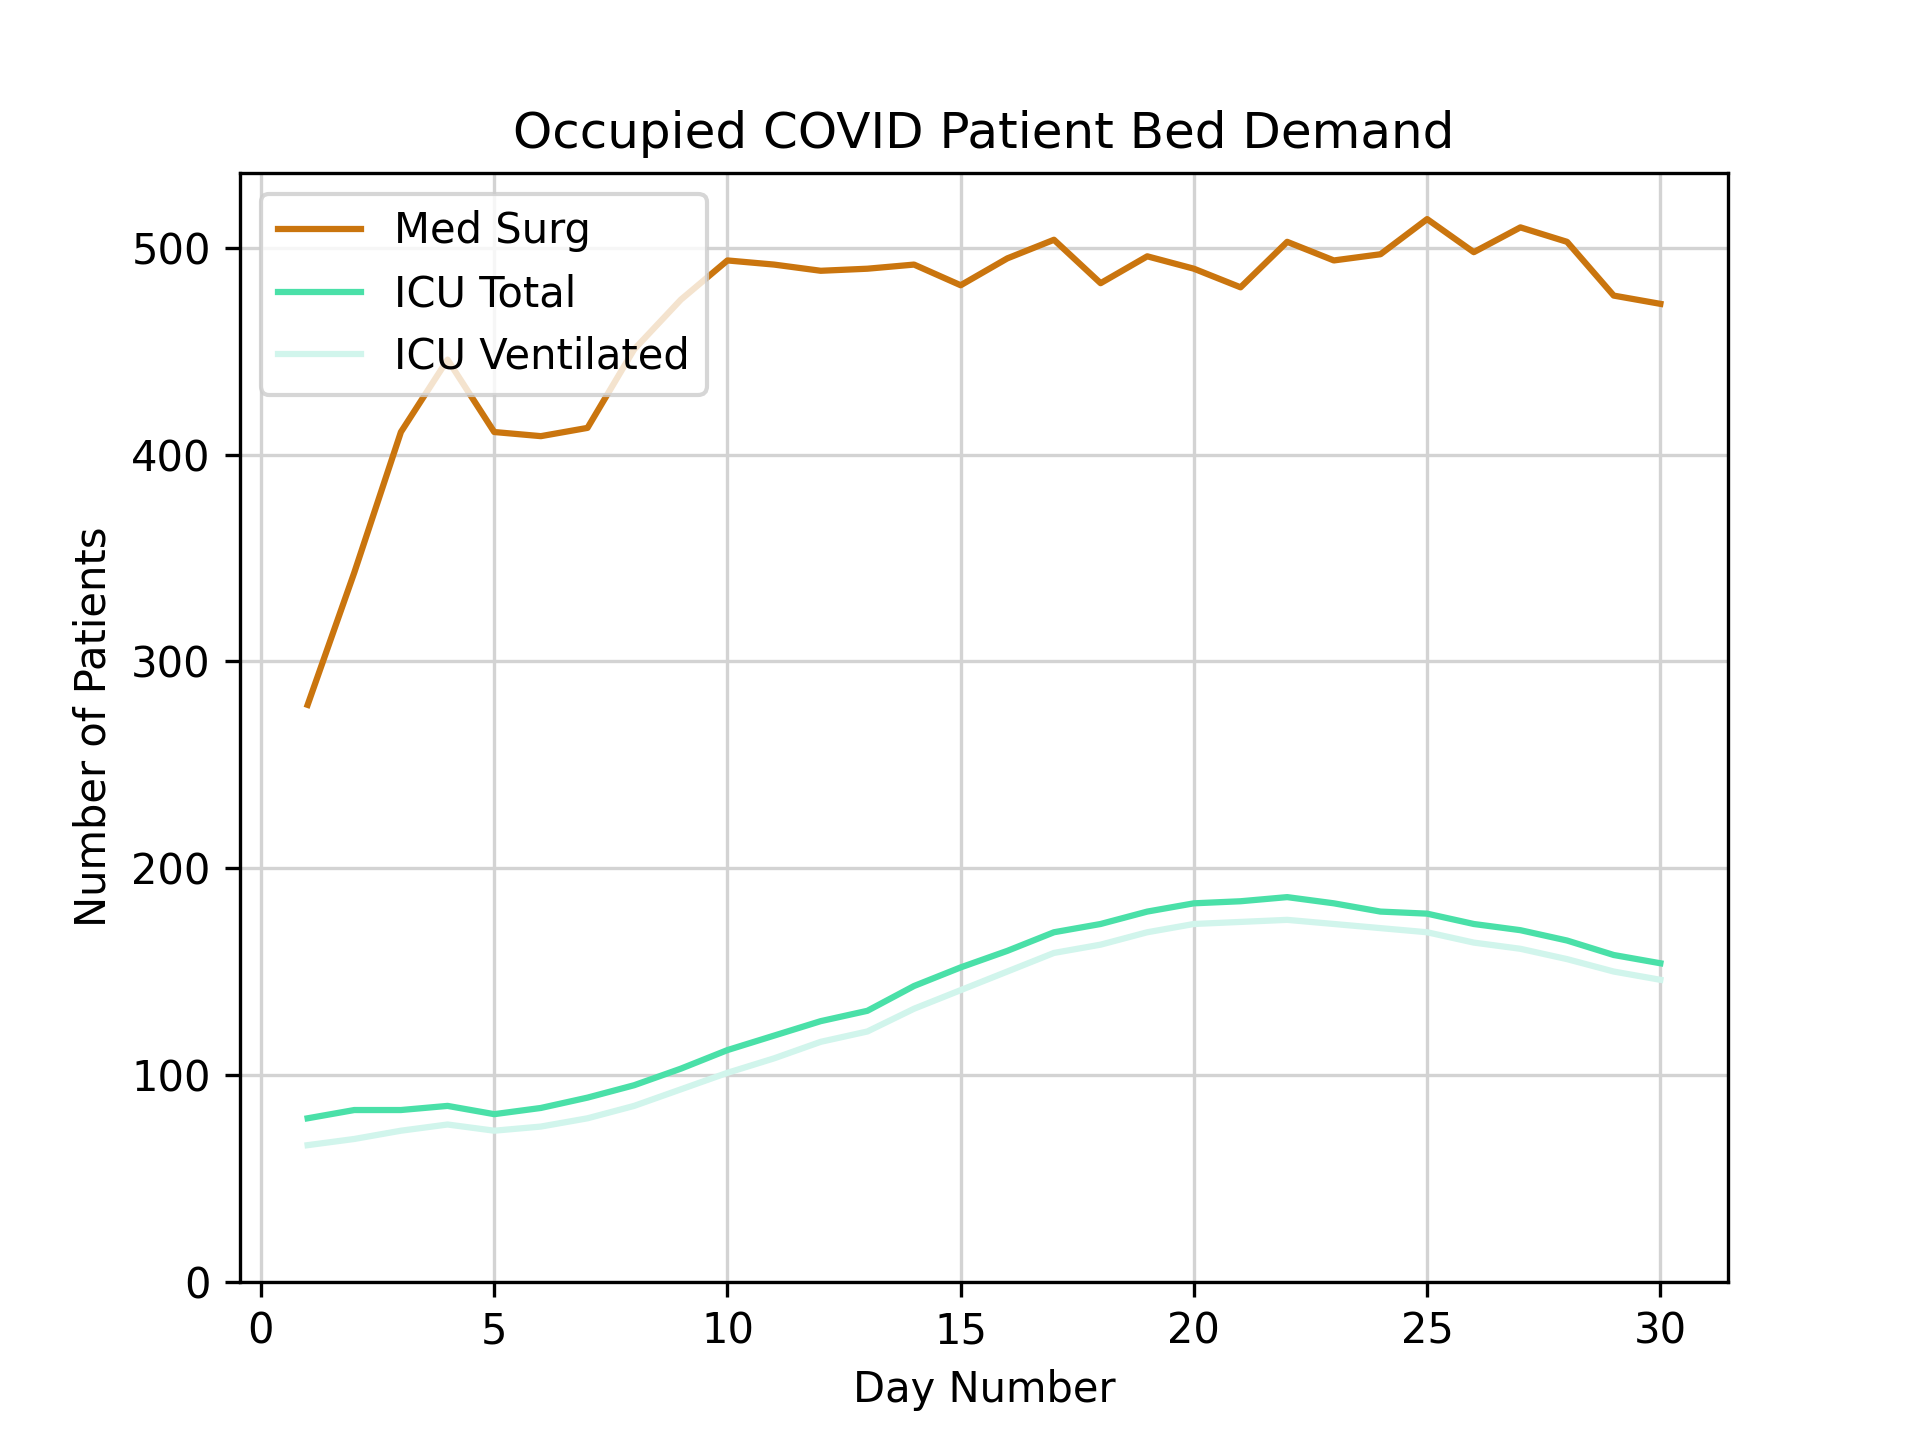 Occupied COVID Patient Bed Demand
Med Surg
ICU Total
ICU Ventilated
500
400
300
200
100
0
Number of Patients
0 5 10 15 20 25 30
Day Number